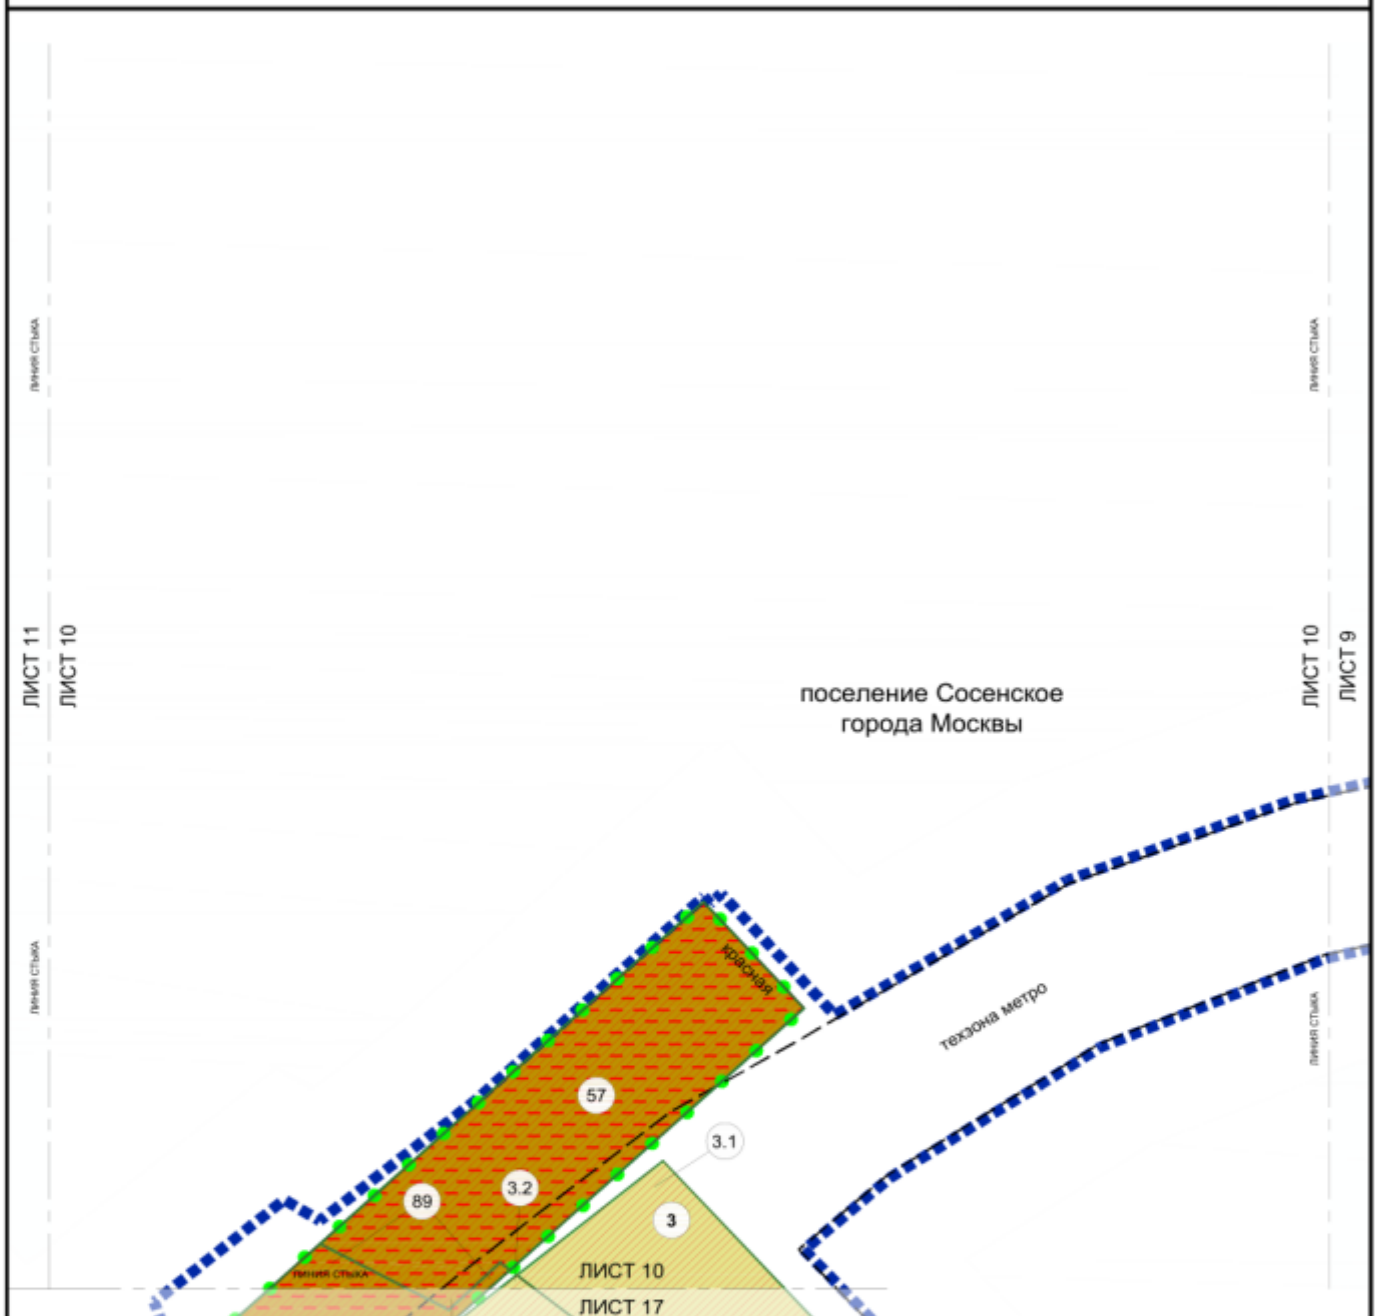 линия стыка
линия стыка
ЛИСТ 11
ЛИСТ 10
ЛИСТ 10
ЛИСТ 9
поселение Сосенское
города Москвы
линия стыка
линия стыка
красная
техзона метро
57
3.1
3.2
89
3
линия стыка
ЛИСТ 10
ЛИСТ 17